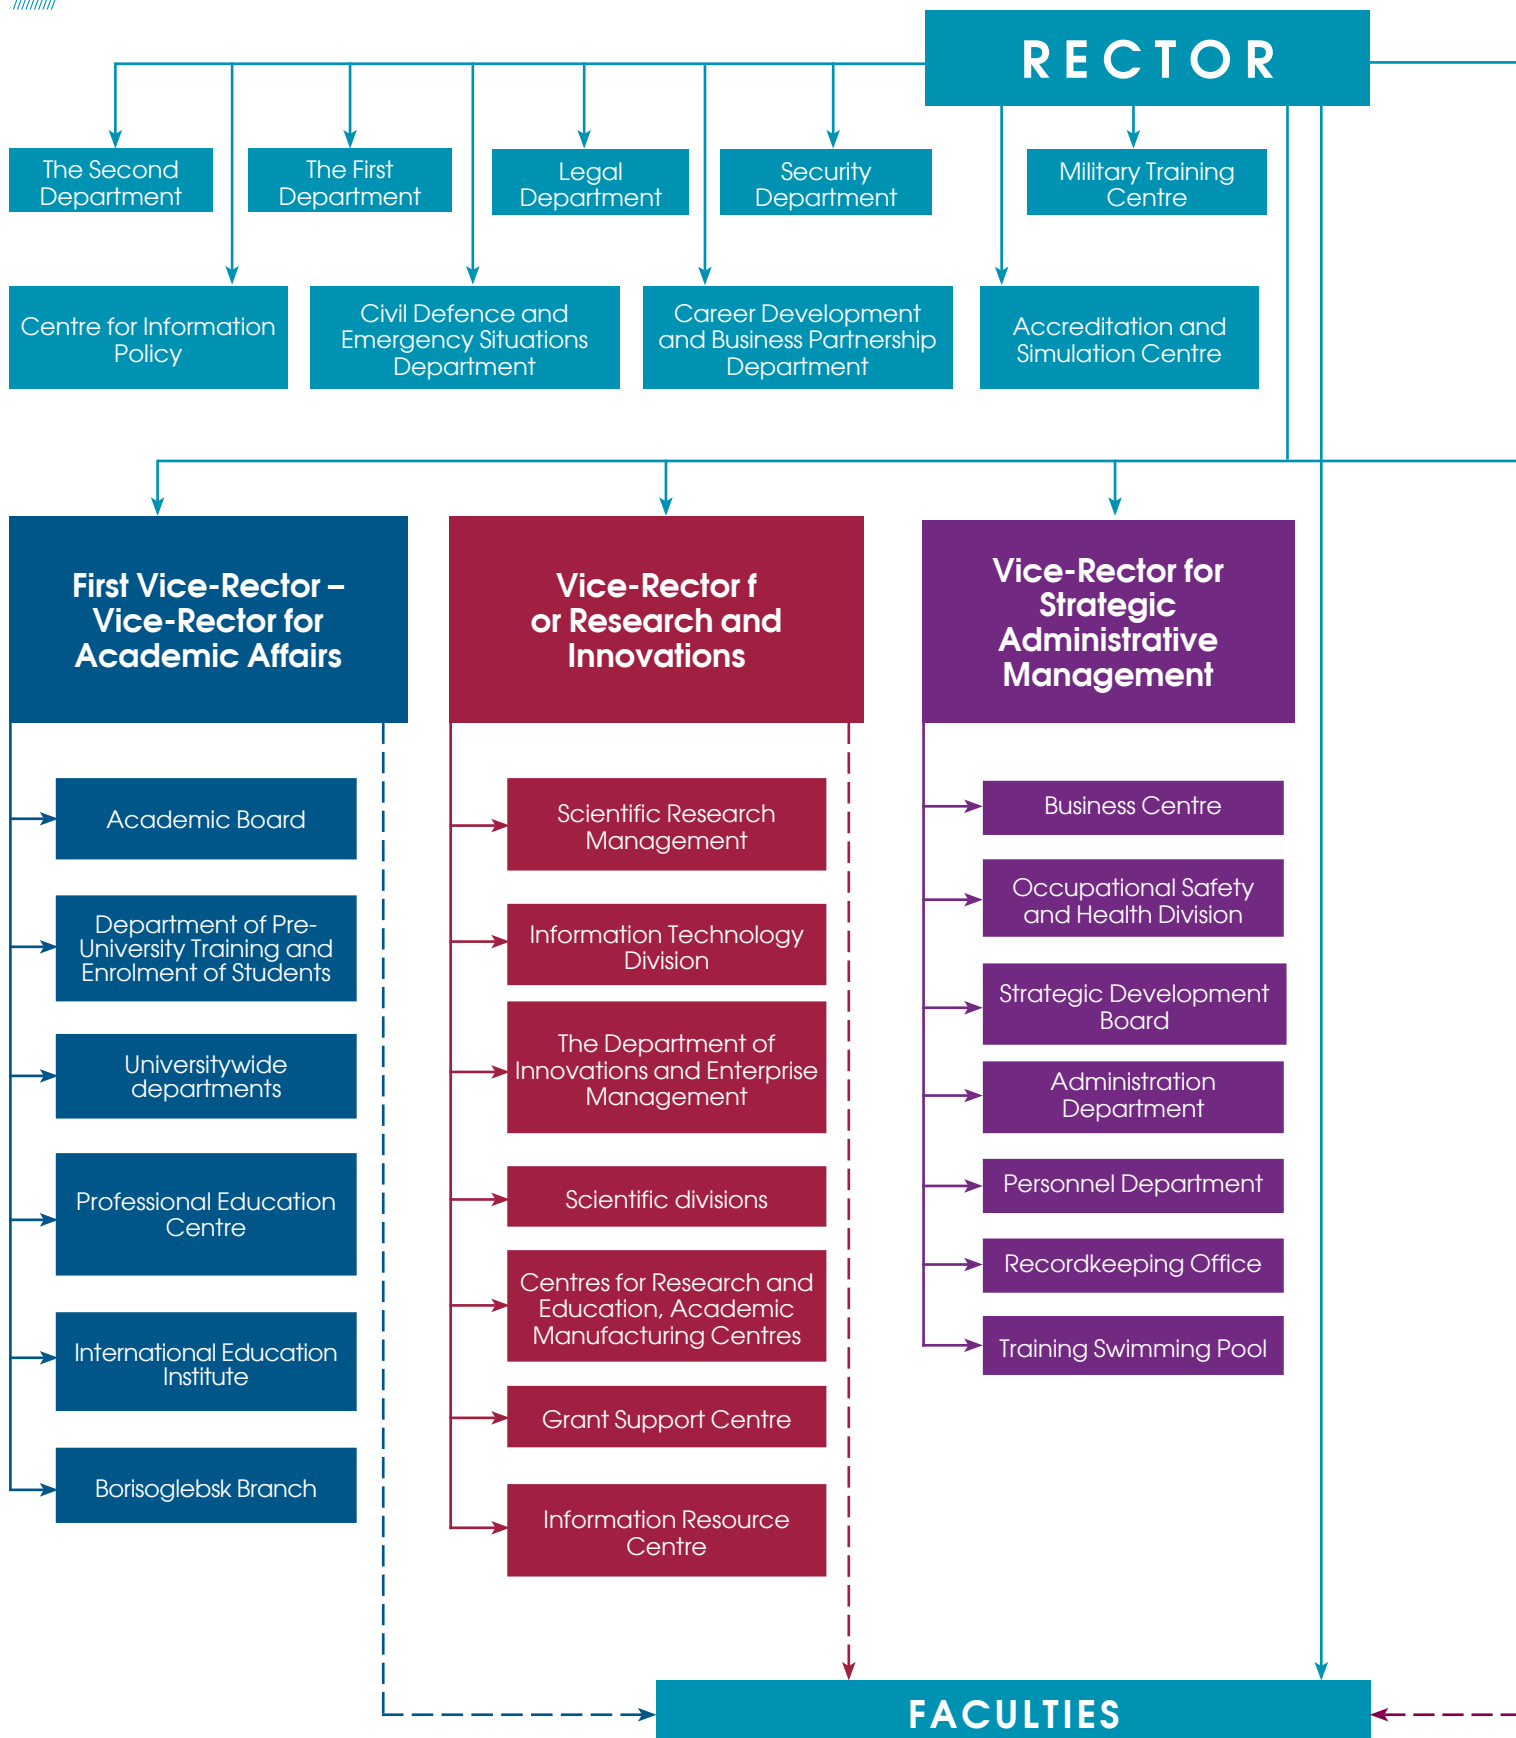 RECTOR
The Second
Department
The First
Department
Legal
Department
Security
Department
Military Training
Centre
Centre for Information
Policy
Civil Defence and
Emergency Situations
Department
Career Development
and Business Partnership
Department
Accreditation and
Simulation Centre
First Vice-Rector –
Vice-Rector for
Academic Affairs
Academic Board
Department of Pre-
University Training and
Enrolment of Students
Universitywide
departments
Professional Education
Centre
International Education
Institute
Borisoglebsk Branch
Vice-Rector f
or Research and
Innovations
Scientific Research
Management
Information Technology
Division
The Department of
Innovations and Enterprise
Management
Scientific divisions
Centres for Research and
Education, Academic
Manufacturing Centres
Grant Support Centre
Information Resource
Centre
Vice-Rector for
Strategic
Administrative
Management
Business Centre
Occupational Safety
and Health Division
Strategic Development
Board
Administration
Department
Personnel Department
Recordkeeping Office
Training Swimming Pool
FACULTIES